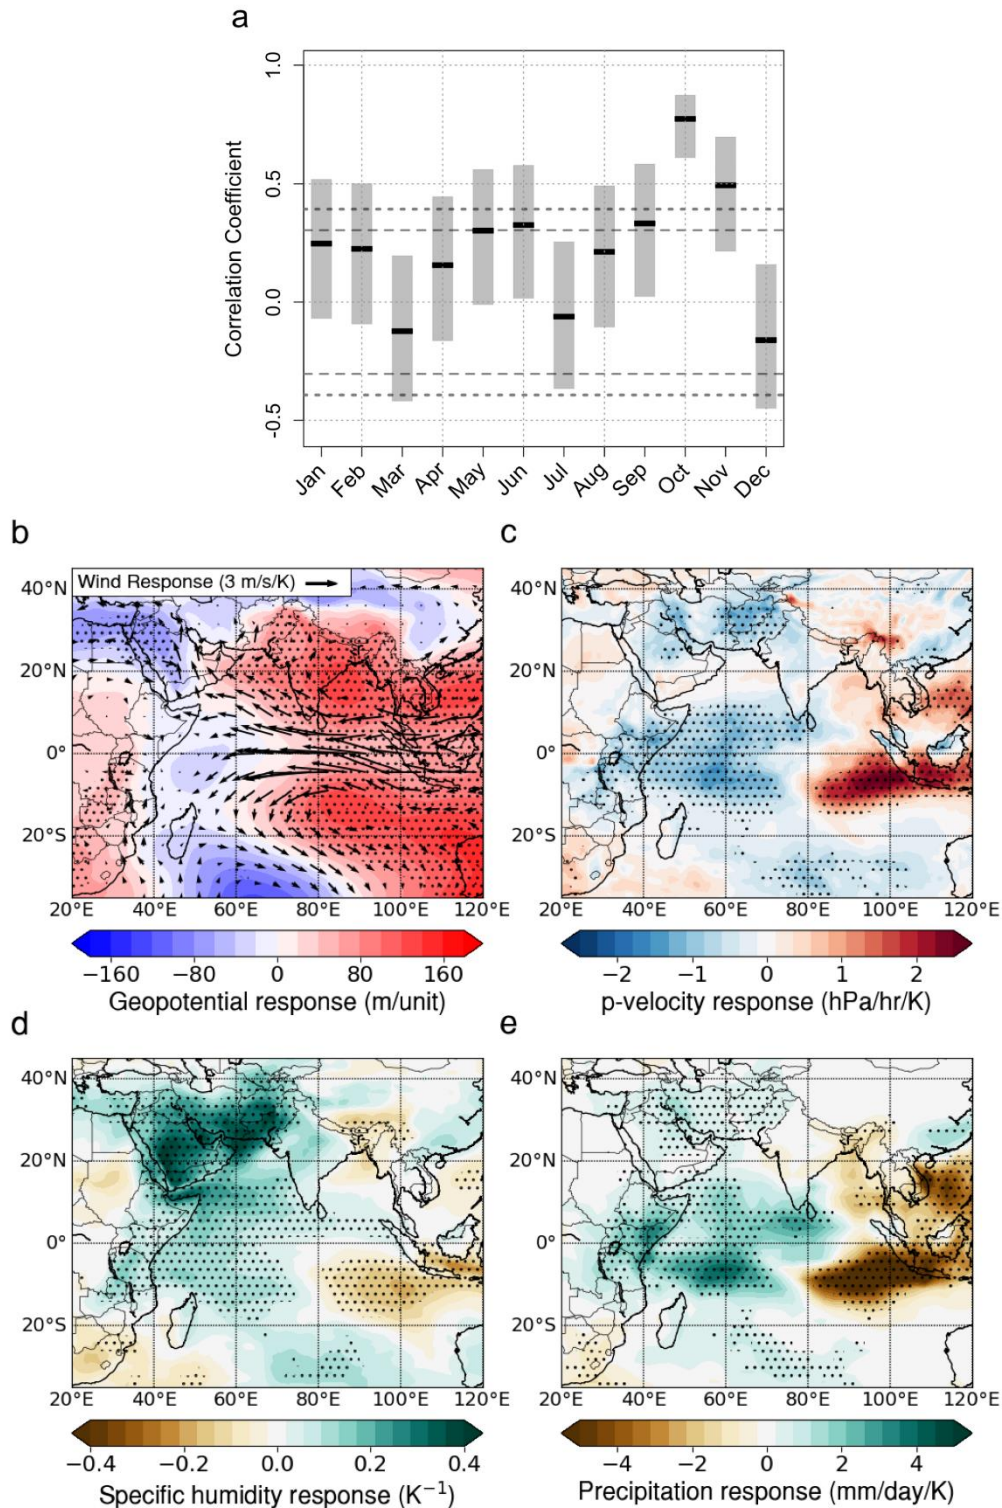 a
1.0
0.5
0.0
-0.5
Correlation Coefficient
Jan Feb Mar Apr May Jun Jul Aug Sep Oct Nov Dec
b
Wind Response (3 m/s/K)
40°N
20°N
0°
20°S
20°E 40°E 60°E 80°E 100°E 120°E
−160 −80 0 80 160
Geopotential response (m/unit)
c
40°N
20°N
0°
20°S
20°E 40°E 60°E 80°E 100°E 120°E
−2 −1 0 1 2
p-velocity response (hPa/hr/K)
d
40°N
20°N
0°
20°S
20°E 40°E 60°E 80°E 100°E 120°E
−0.4 −0.2 0.0 0.2 0.4
Specific humidity response (K⁻¹)
e
40°N
20°N
0°
20°S
20°E 40°E 60°E 80°E 100°E 120°E
−4 −2 0 2 4
Precipitation response (mm/day/K)